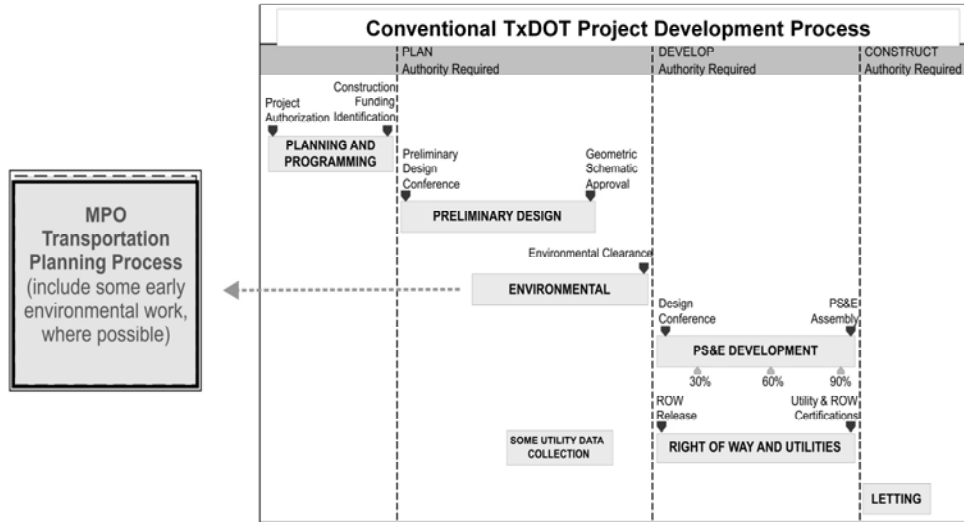 Conventional TxDOT Project Development Process
PLAN
Authority Required
DEVELOP
Authority Required
CONSTRUCT
Authority Required
Project
Authorization
Construction
Funding
Identification
PLANNING AND
PROGRAMMING
Preliminary
Design
Conference
Geometric
Schematic
Approval
PRELIMINARY DESIGN
MPO
Transportation
Planning Process
(include some early
environmental work,
where possible)
Environmental Clearance
ENVIRONMENTAL
Design
Conference
PS&E
Assembly
PS&E DEVELOPMENT
30%
60%
90%
ROW
Release
Utility & ROW
Certifications
SOME UTILITY DATA
COLLECTION
RIGHT OF WAY AND UTILITIES
LETTING